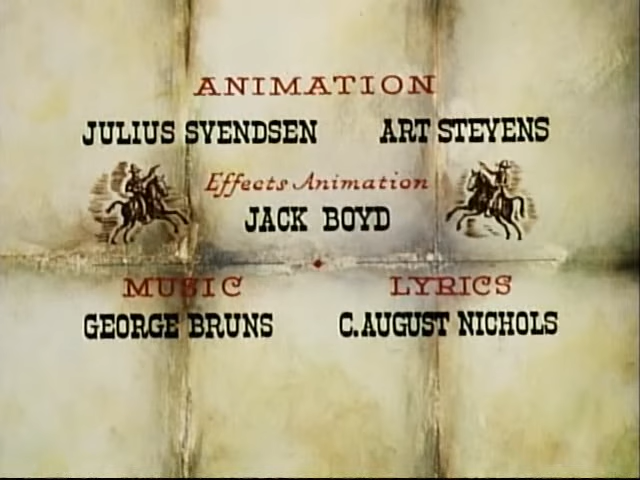 ANIMATION
JULIUS SVENDSEN ART STEVENS
Effects Animation
JACK BOYD
MUSIC LYRICS
GEORGE BRUNS C. AUGUST NICHOLS